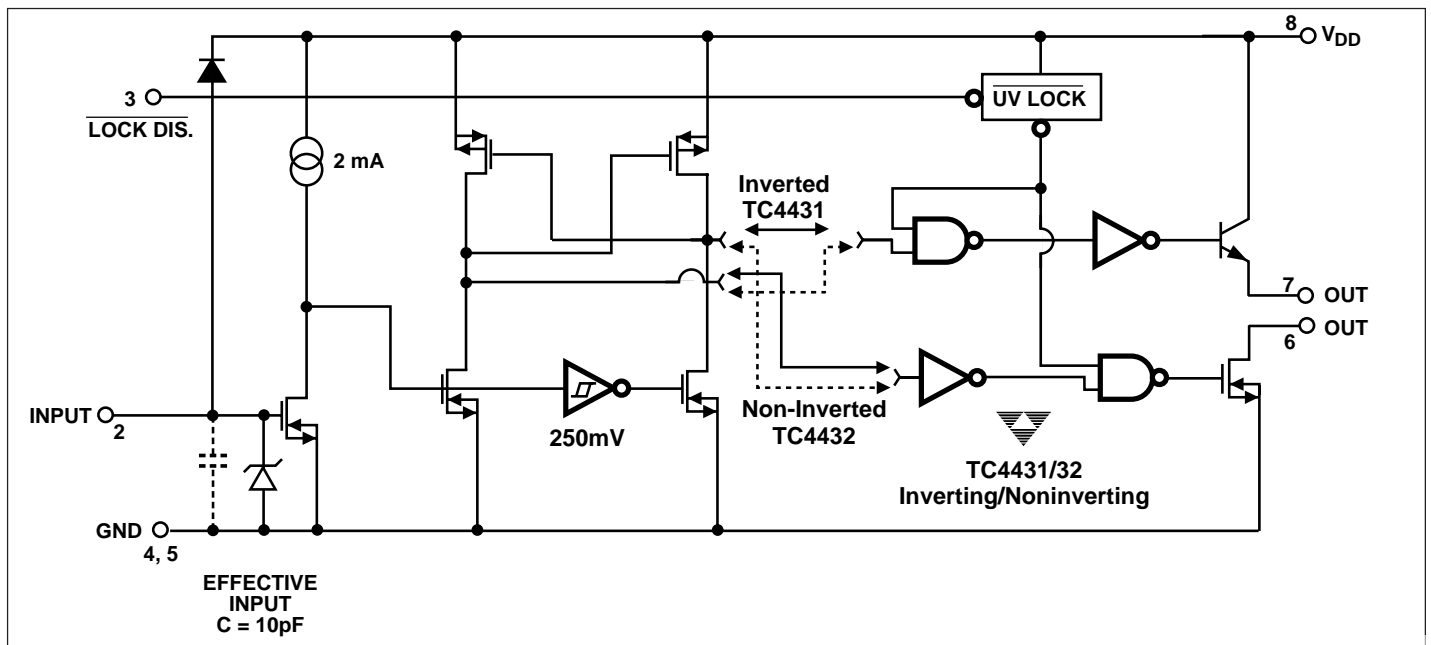 8
V_DD
3
LOCK DIS.
UV LOCK
2 mA
Inverted
TC4431
7
OUT
OUT
6
INPUT
2
250mV
Non-Inverted
TC4432
TC4431/32
Inverting/Noninverting
GND
4, 5
EFFECTIVE
INPUT
C = 10pF